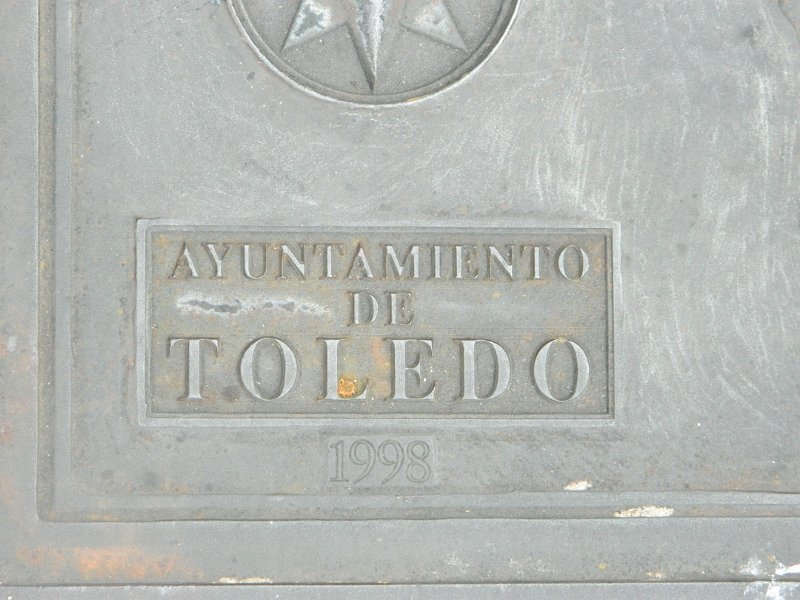 AYUNTAMIENTO
DE
TOLEDO
1998